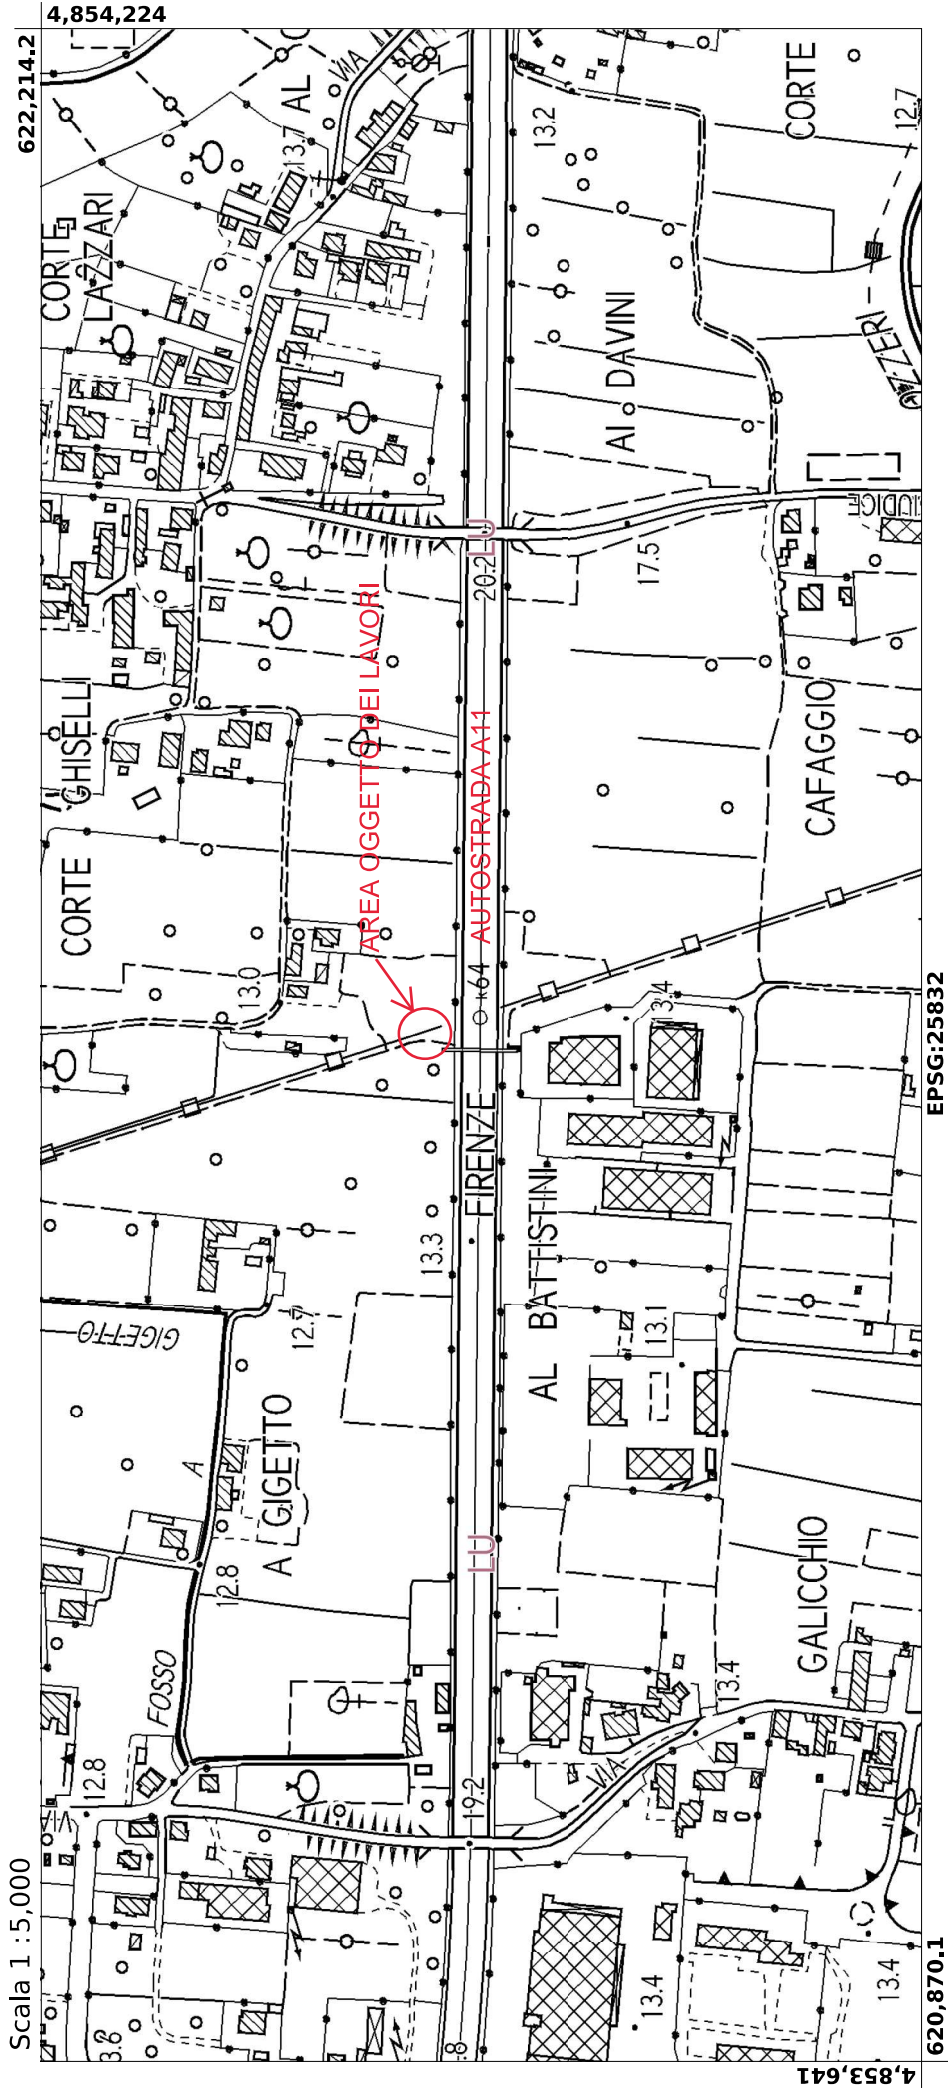 4,854,224
622,214.2
CORTE
LAZZARI
AL
VIA
13.7
13.2
CORTE
12.7
AI DAVINI
LU
20.2
17.5
GIUDICE
AREA OGGETTO DEI LAVORI
AUTOSTRADA A11
CORTE GHISELLI
CAFAGGIO
13.0
k64
13.4
FIRENZE
EPSG:25832
13.3
AL BATTISTINI
GIGETTO
12.7
13.1
A
A GIGETTO
LU
12.8
GALICCHIO
FOSSO
13.4
12.8
VIA
19.2
VIA
Scala 1 :5,000
13.4
13.4
620,870.1
4,853,641